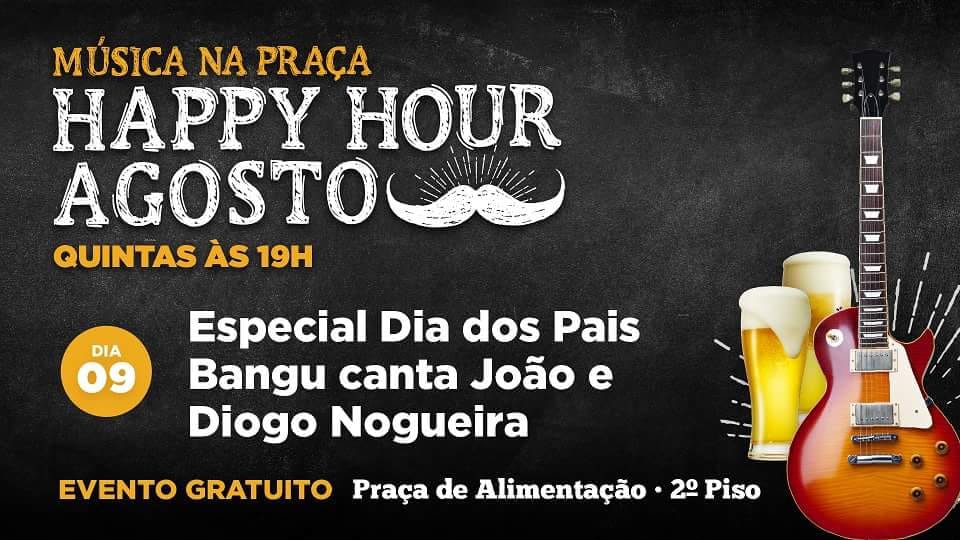 MÚSICA NA PRAÇA
HAPPY HOUR
AGOSTO
QUINTAS ÀS 19H
DIA
09
Especial Dia dos Pais
Bangu canta João e
Diogo Nogueira
EVENTO GRATUITO Praça de Alimentação • 2º Piso